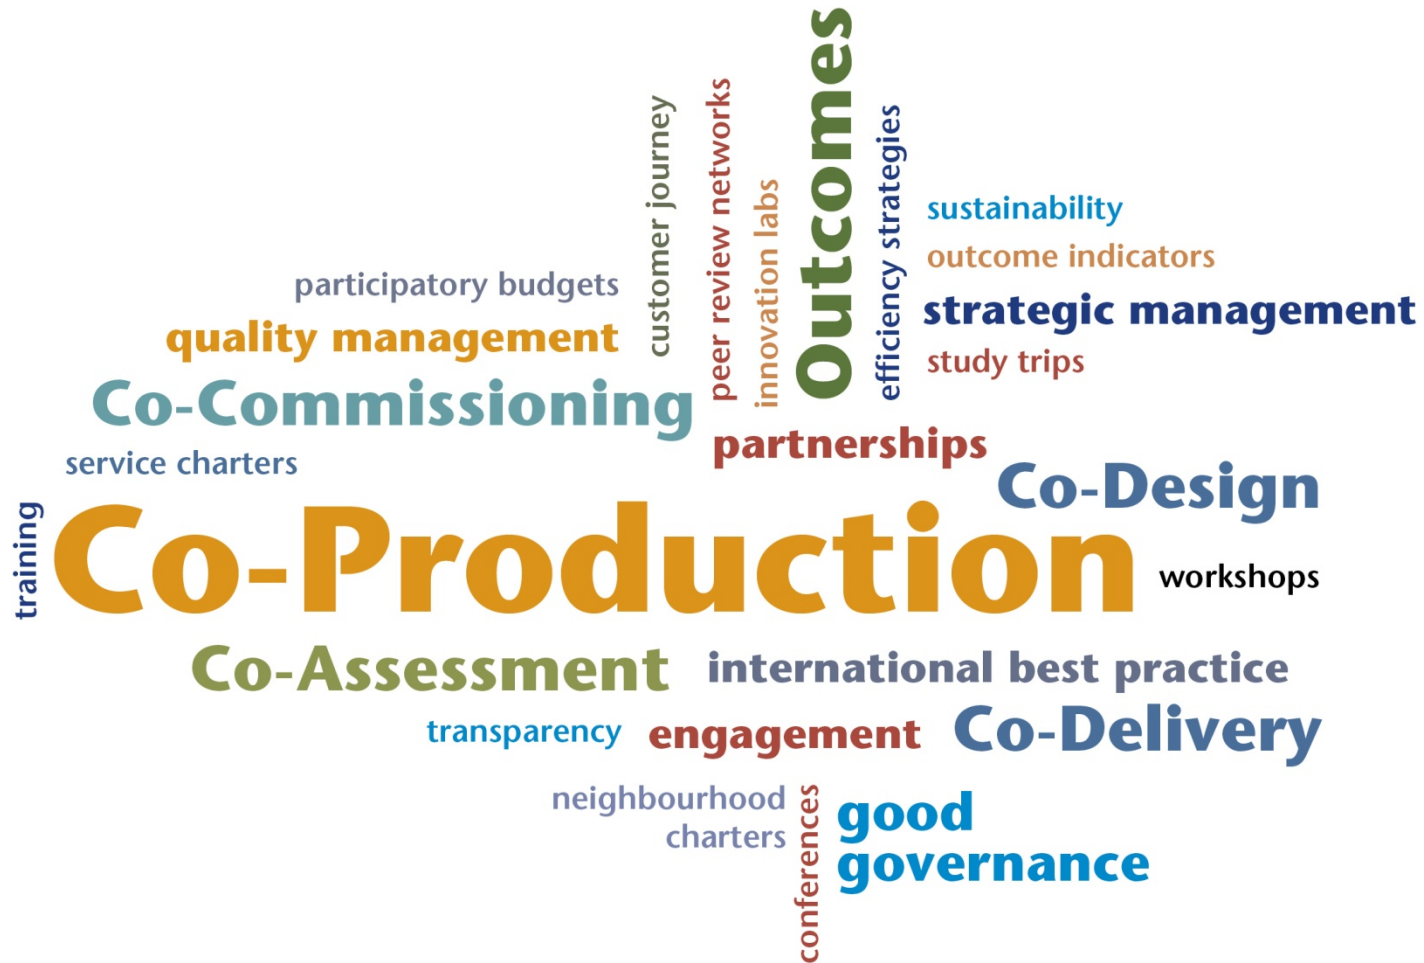 Outcomes
customer journey
peer review networks
innovation labs
efficiency strategies
sustainability
outcome indicators
participatory budgets
strategic management
quality management
study trips
Co-Commissioning
partnerships
service charters
Co-Design
training
Co-Production
workshops
Co-Assessment
international best practice
transparency
engagement
Co-Delivery
neighbourhood
charters
conferences
good
governance